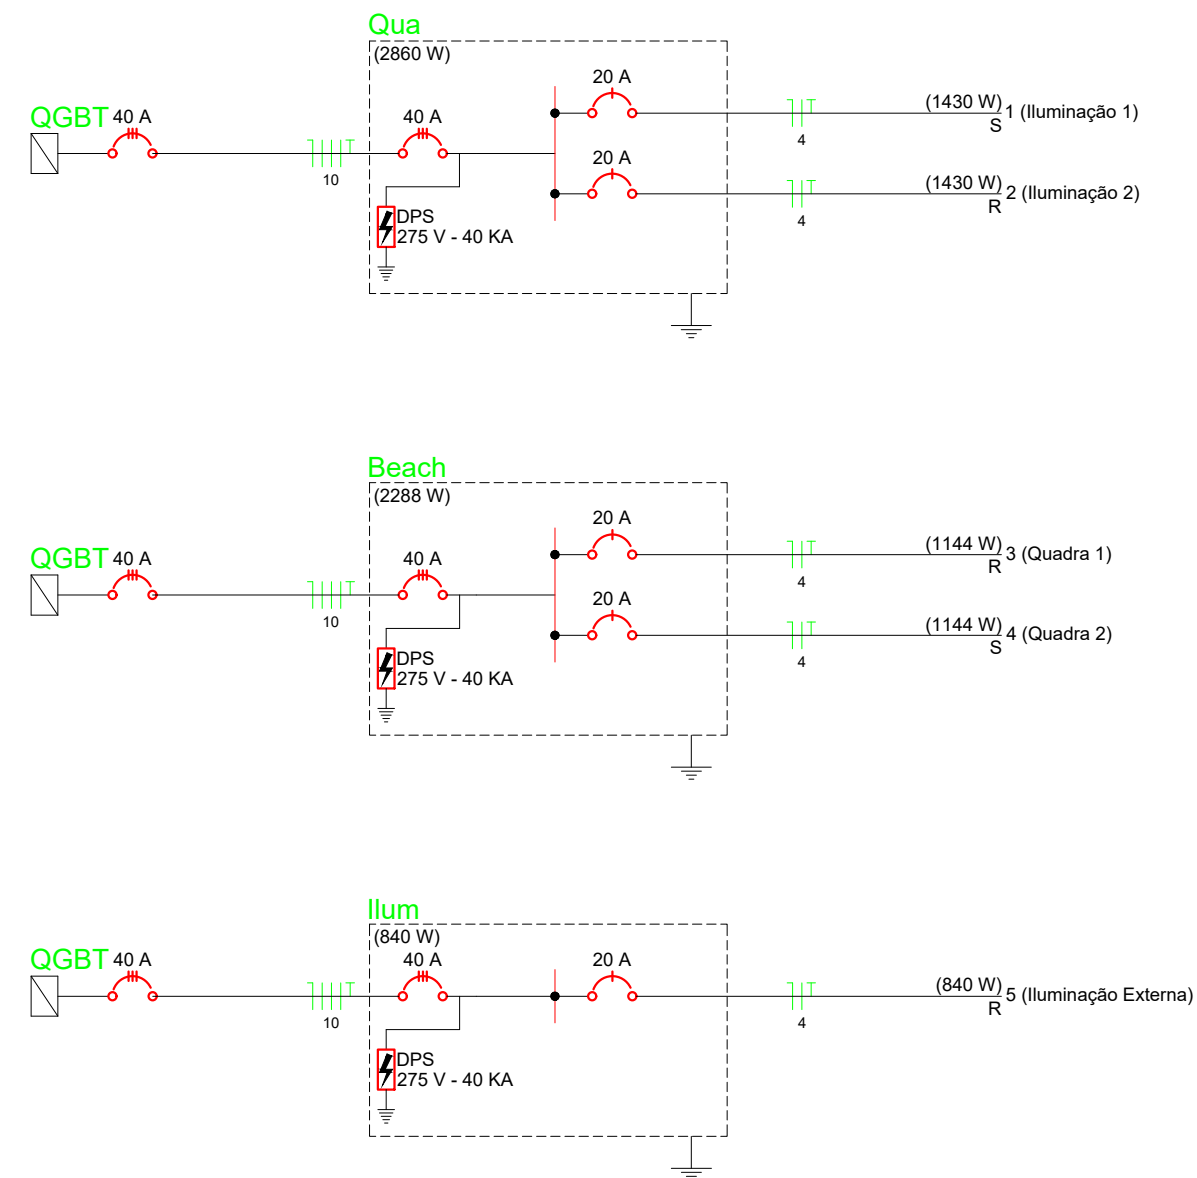 Qua
(2860 W)
QGBT
40 A
10
40 A
DPS
275 V - 40 KA
20 A
4
(1430 W)
S
1 (Iluminação 1)
20 A
4
(1430 W)
R
2 (Iluminação 2)
Beach
(2288 W)
QGBT
40 A
10
40 A
DPS
275 V - 40 KA
20 A
4
(1144 W)
R
3 (Quadra 1)
20 A
4
(1144 W)
S
4 (Quadra 2)
Ilum
(840 W)
QGBT
40 A
10
40 A
DPS
275 V - 40 KA
20 A
4
(840 W)
R
5 (Iluminação Externa)